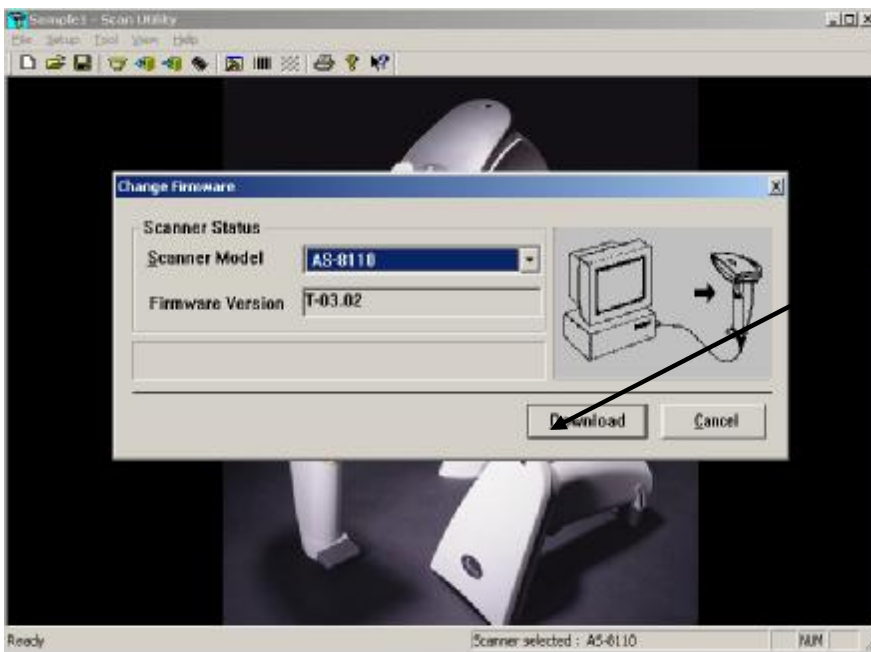 Sample1 - Scan Utility
File Setup Tool View Help
Change Firmware
Scanner Status
Scanner Model AS-8110
Firmware Version T-03.02
Download Cancel
Ready Scanner selected : AS-8110 NUM